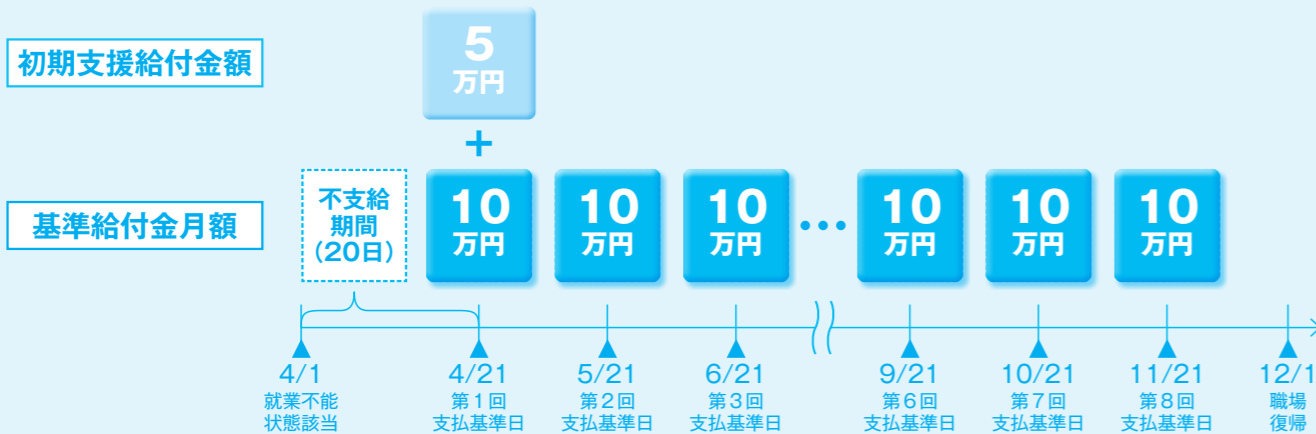 初期支援給付金額
5
万円
+
基準給付金月額
不支給
期間
（20日）
10
万円
10
万円
10
万円
…
10
万円
10
万円
10
万円
4/1
就業不能
状態該当
4/21
第1回
支払基準日
5/21
第2回
支払基準日
6/21
第3回
支払基準日
9/21
第6回
支払基準日
10/21
第7回
支払基準日
11/21
第8回
支払基準日
12/1
職場
復帰